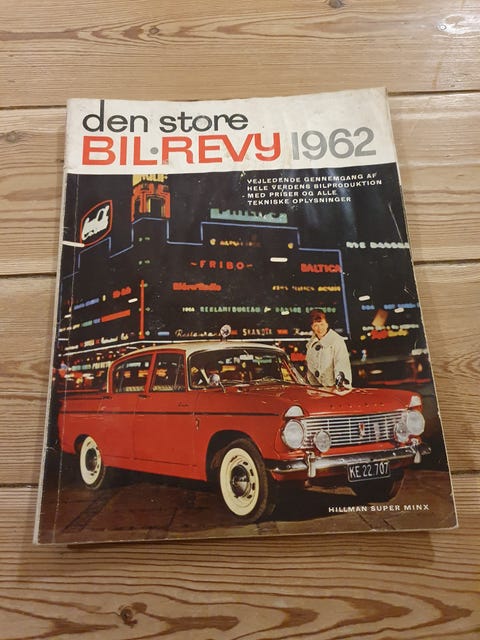 den store
BIL·REVY 1962
VEJLEDENDE GENNEMGANG AF
HELE VERDENS BILPRODUKTION
MED PRISER OG ALLE
TEKNISKE OPLYSNINGER
FRIBO
BALTICA
KE 22.707
HILLMAN SUPER MINX